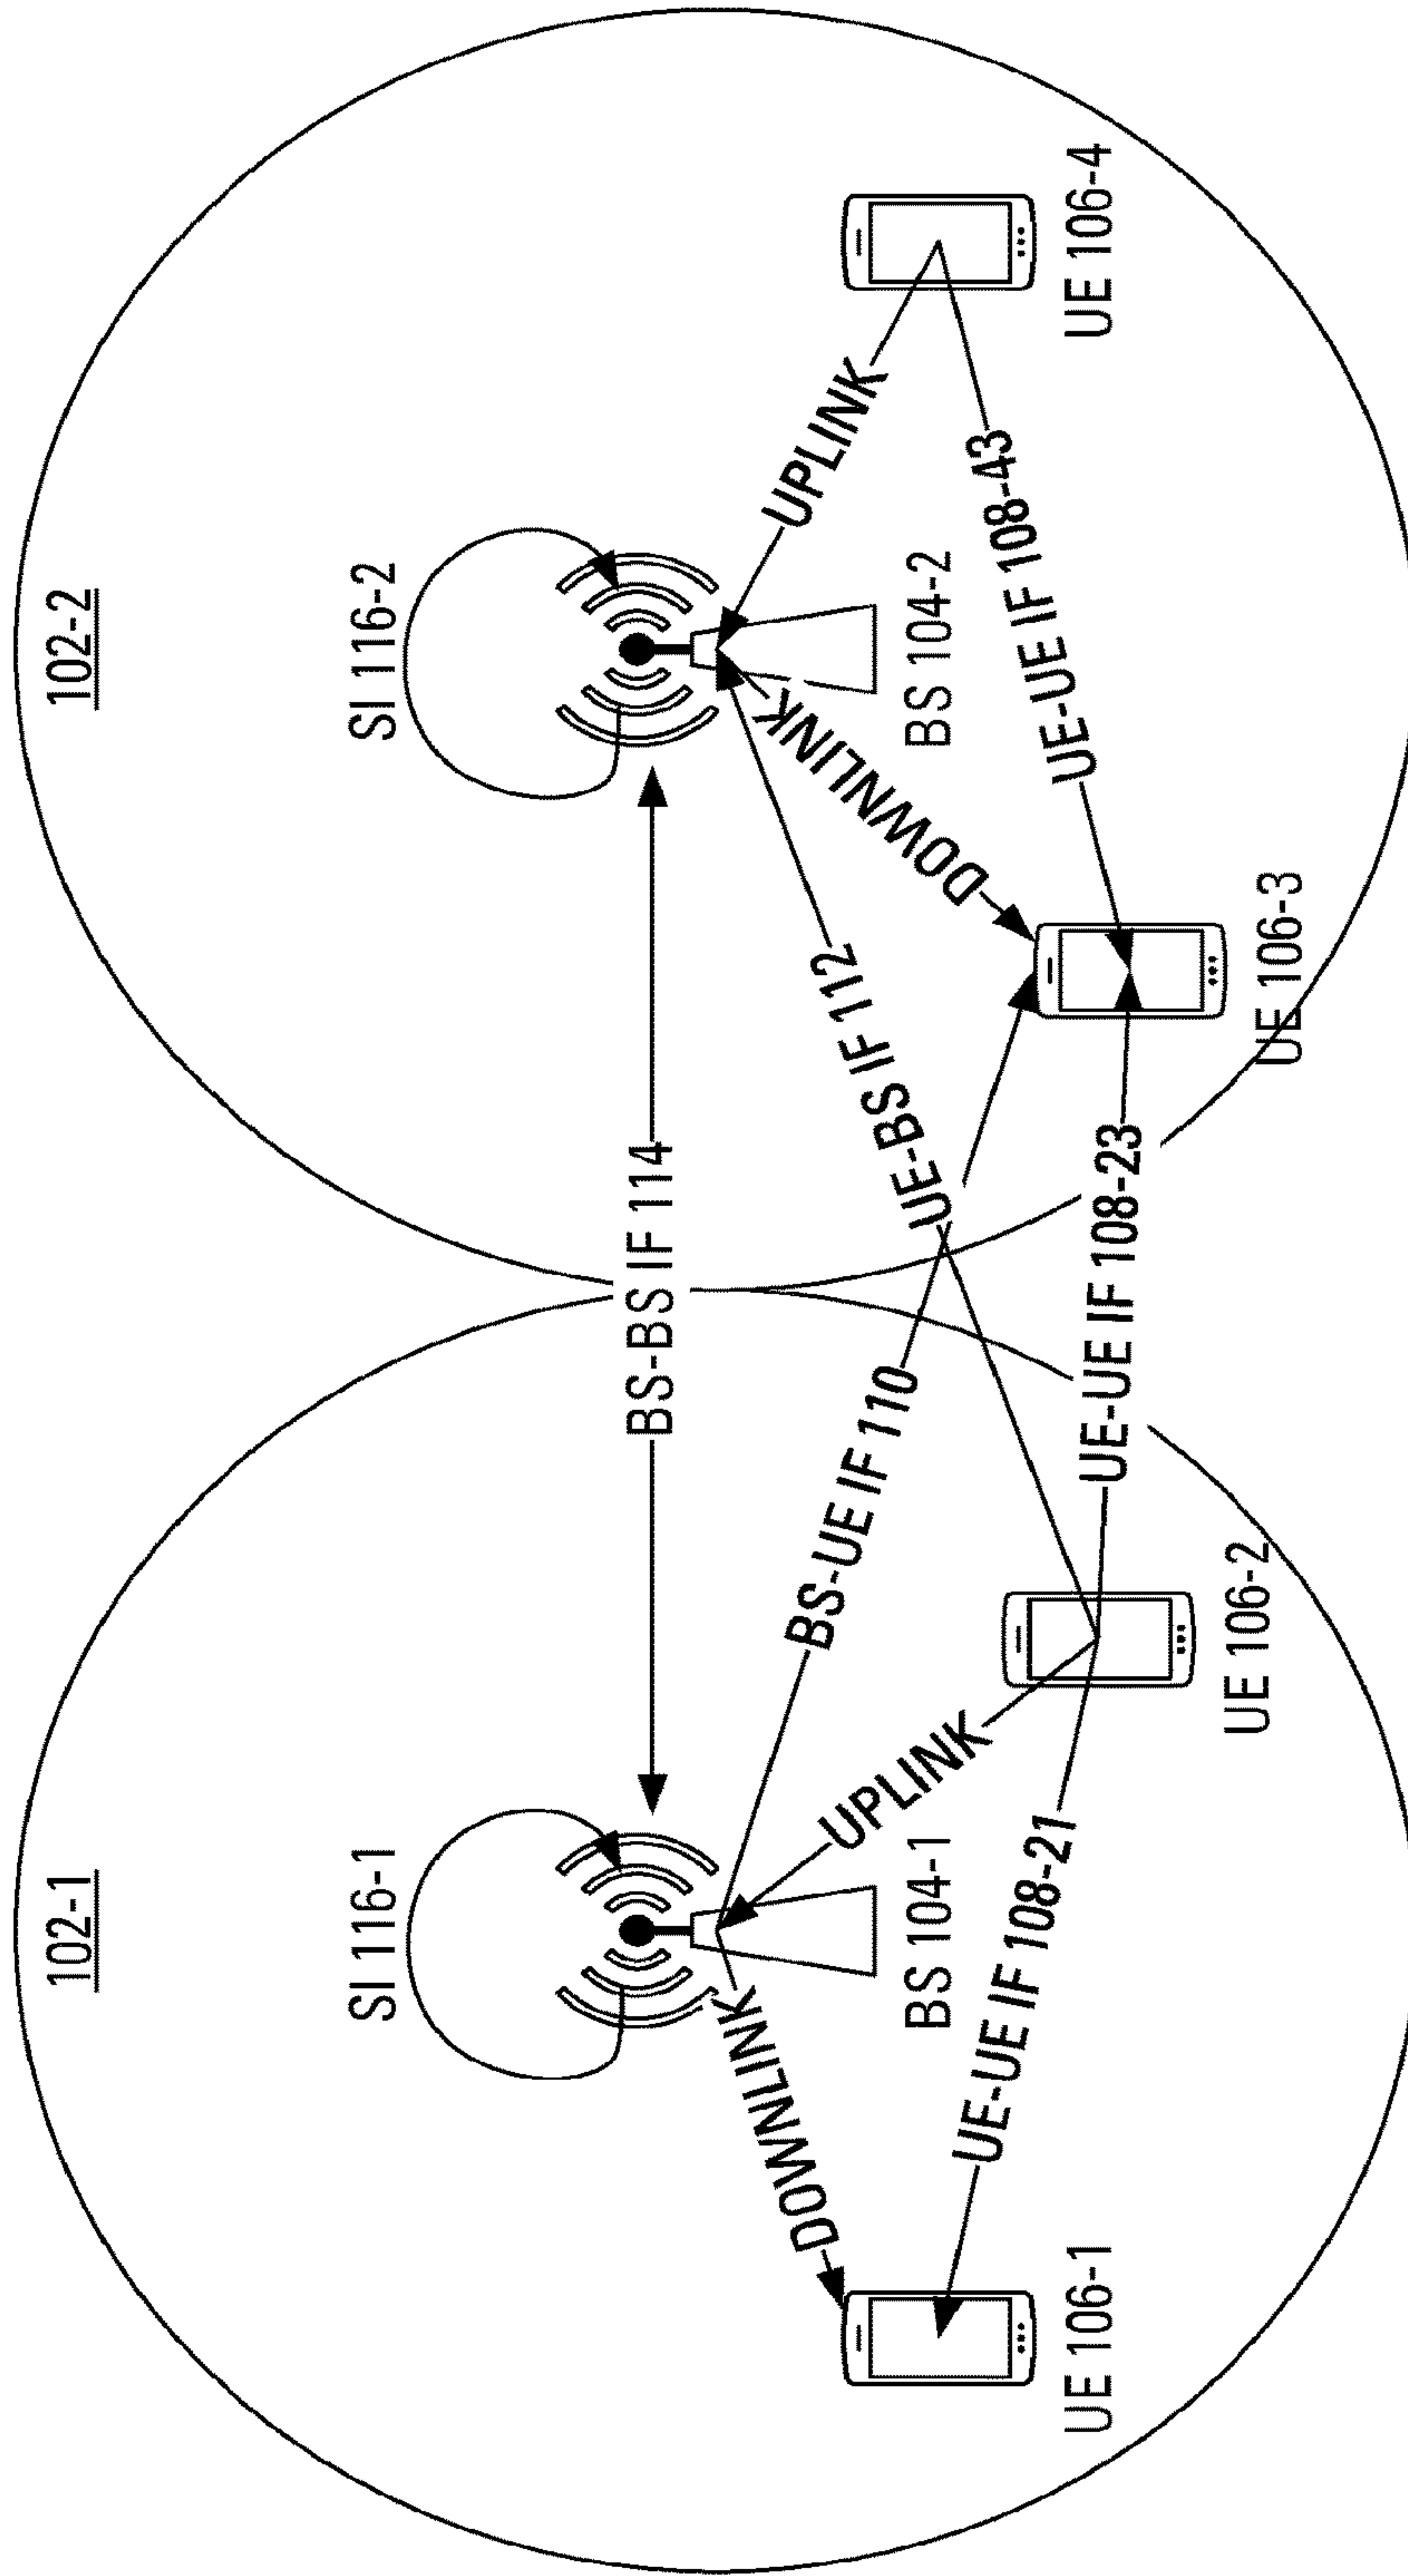 102-1
102-2
SI 116-1
SI 116-2
BS-BS IF 114
DOWNLINK
UPLINK
BS-UE IF 110
UE-BS IF 112
DOWNLINK
UPLINK
BS 104-1
BS 104-2
UE-UE IF 108-21
UE-UE IF 108-23
UE-UE IF 108-43
UE 106-1
UE 106-2
UE 106-3
UE 106-4